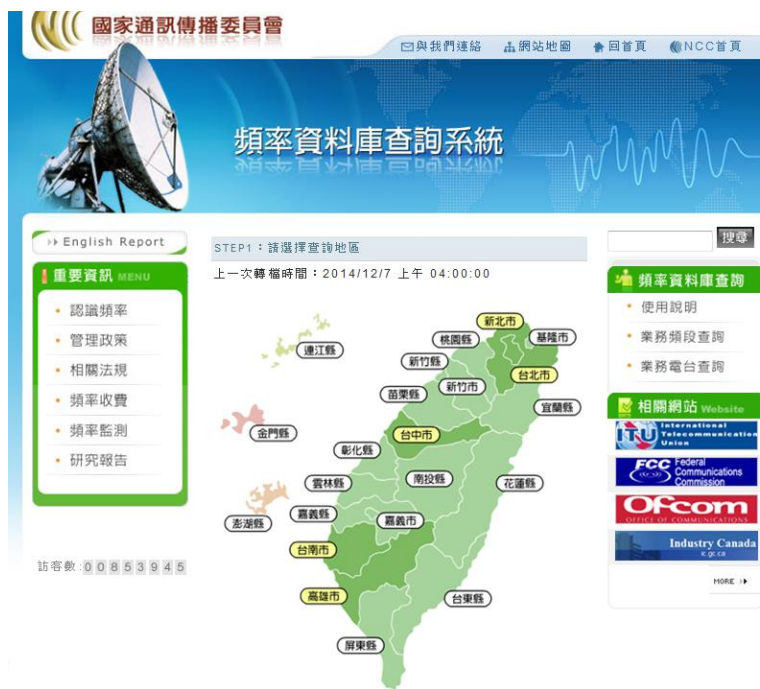 國家通訊傳播委員會
與我們連絡 網站地圖 回首頁 NCC首頁
頻率資料庫查詢系統
English Report
重要資訊 MENU
認識頻率
管理政策
相關法規
頻率收費
頻率監測
研究報告
訪客數:00853945
STEP1:請選擇查詢地區
上一次轉檔時間:2014/12/7 上午 04:00:00
新北市
桃園縣
基隆市
連江縣
新竹縣
台北市
新竹市
苗栗縣
宜蘭縣
金門縣
台中市
彰化縣
雲林縣
南投縣
花蓮縣
嘉義縣
嘉義市
澎湖縣
台南市
高雄市
台東縣
屏東縣
搜尋
頻率資料庫查詢
使用說明
業務頻段查詢
業務電台查詢
相關網站 Website
ITU International
Telecommunication
Union
FCC Federal
Communications
Commission
Ofcom
OFFICE OF COMMUNICATIONS
Industry Canada
ic.gc.ca
MORE